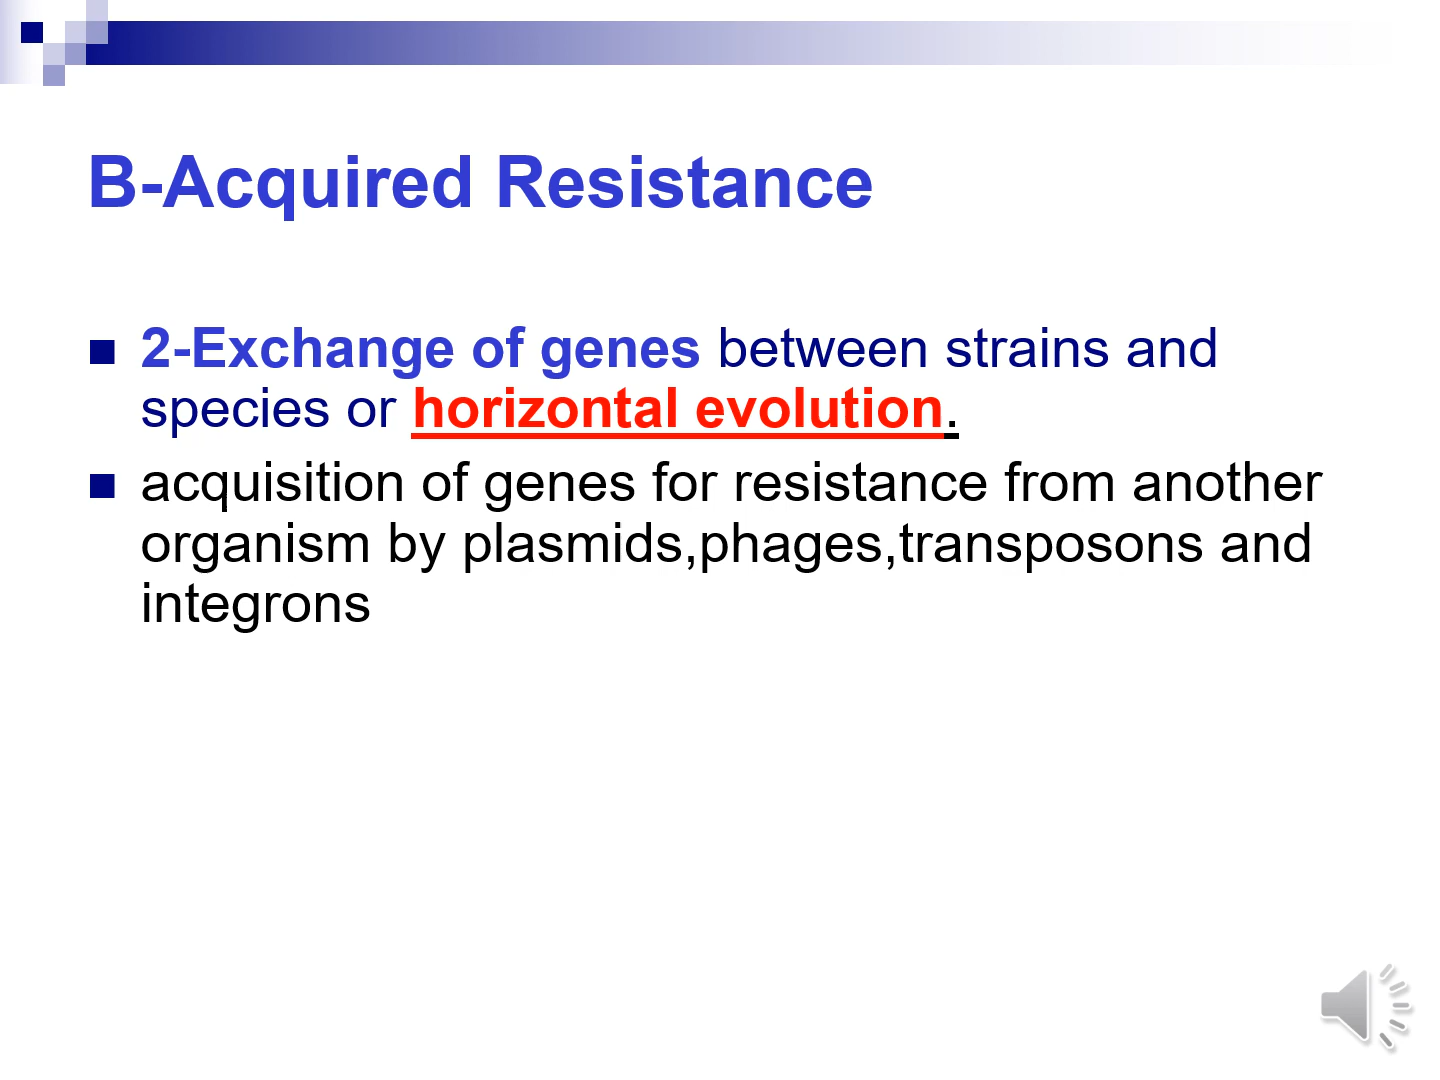 B-Acquired Resistance
2-Exchange of genes between strains and
species or horizontal evolution.
acquisition of genes for resistance from another
organism by plasmids,phages,transposons and
integrons